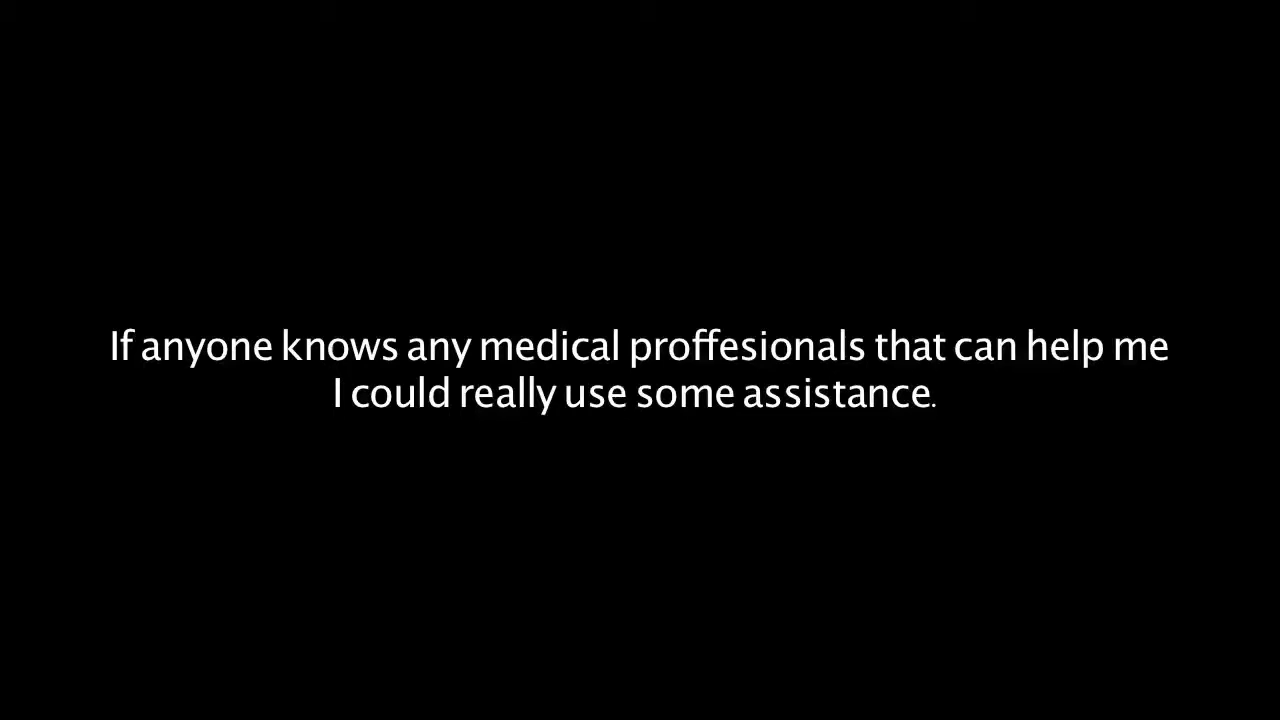 If anyone knows any medical proffesionals that can help me
I could really use some assistance.